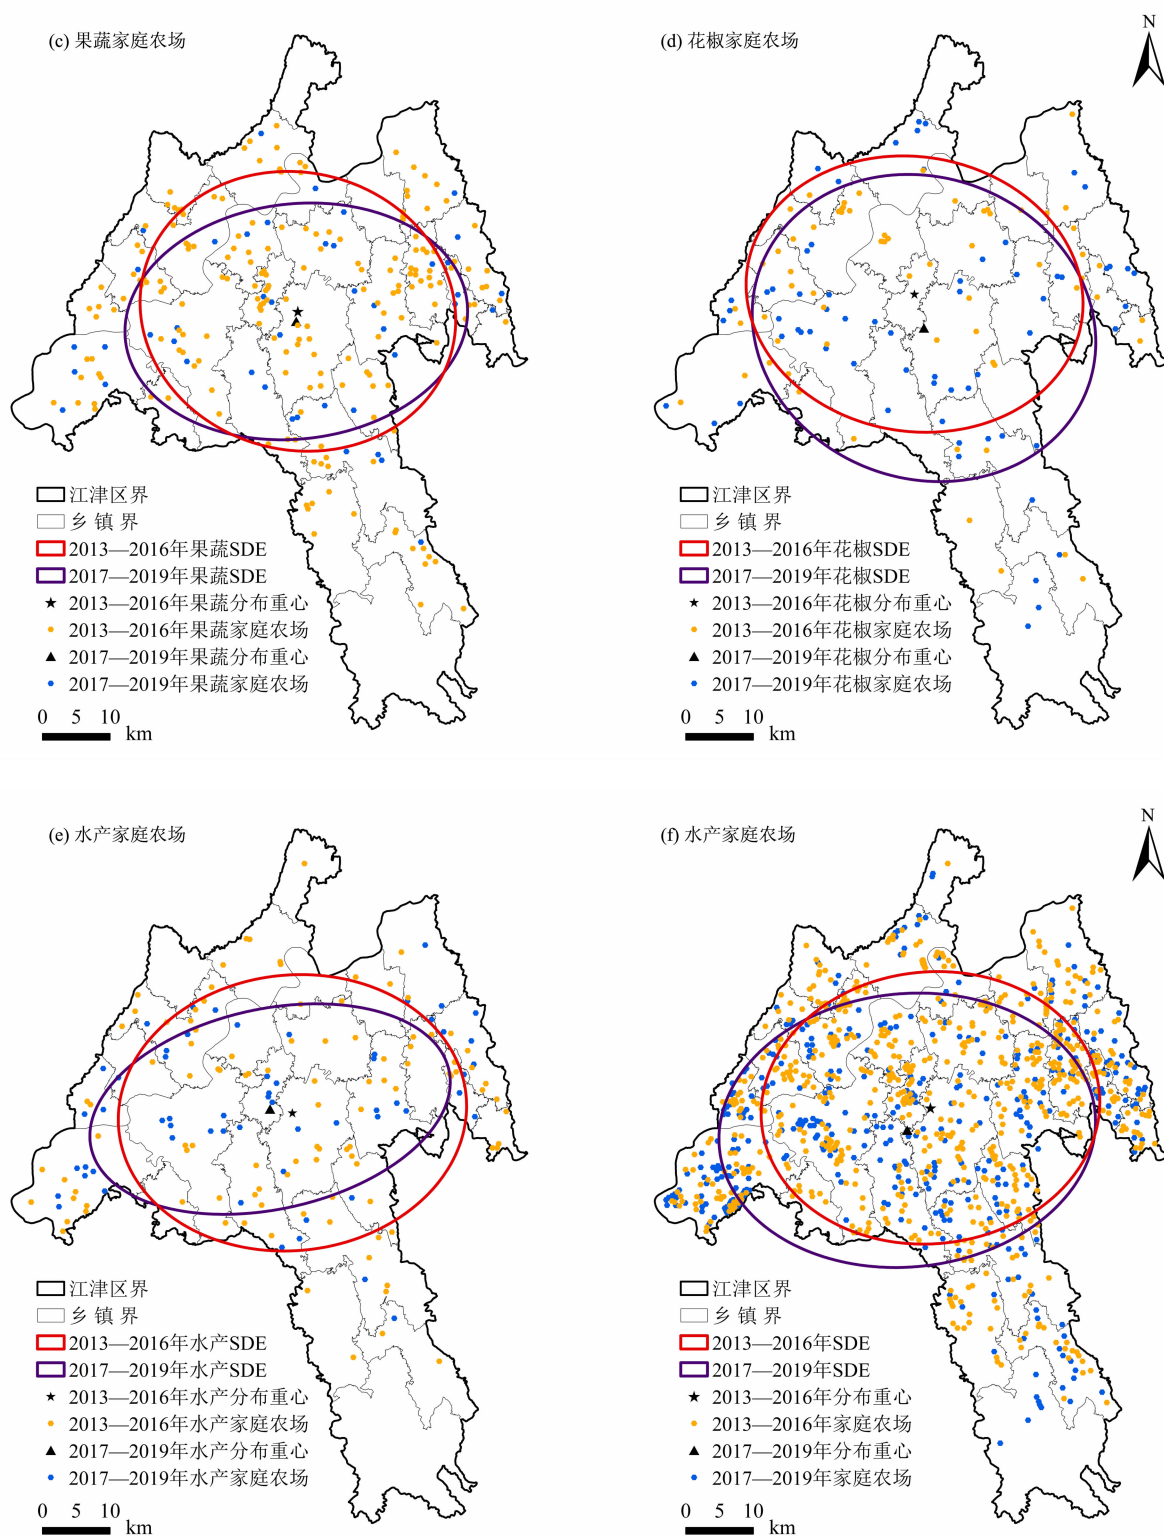 (c) 果蔬家庭农场
江津区界
乡 镇 界
2013—2016年果蔬SDE
2017—2019年果蔬SDE
2013—2016年果蔬分布重心
2013—2016年果蔬家庭农场
2017—2019年果蔬分布重心
2017—2019年果蔬家庭农场
0 5 10
km
(d) 花椒家庭农场
N
江津区界
乡 镇 界
2013—2016年花椒SDE
2017—2019年花椒SDE
2013—2016年花椒分布重心
2013—2016年花椒家庭农场
2017—2019年花椒分布重心
2017—2019年花椒家庭农场
0 5 10
km
(e) 水产家庭农场
江津区界
乡 镇 界
2013—2016年水产SDE
2017—2019年水产SDE
2013—2016年水产分布重心
2013—2016年水产家庭农场
2017—2019年水产分布重心
2017—2019年水产家庭农场
0 5 10
km
(f) 水产家庭农场
N
江津区界
乡 镇 界
2013—2016年SDE
2017—2019年SDE
2013—2016年分布重心
2013—2016年家庭农场
2017—2019年分布重心
2017—2019年家庭农场
0 5 10
km